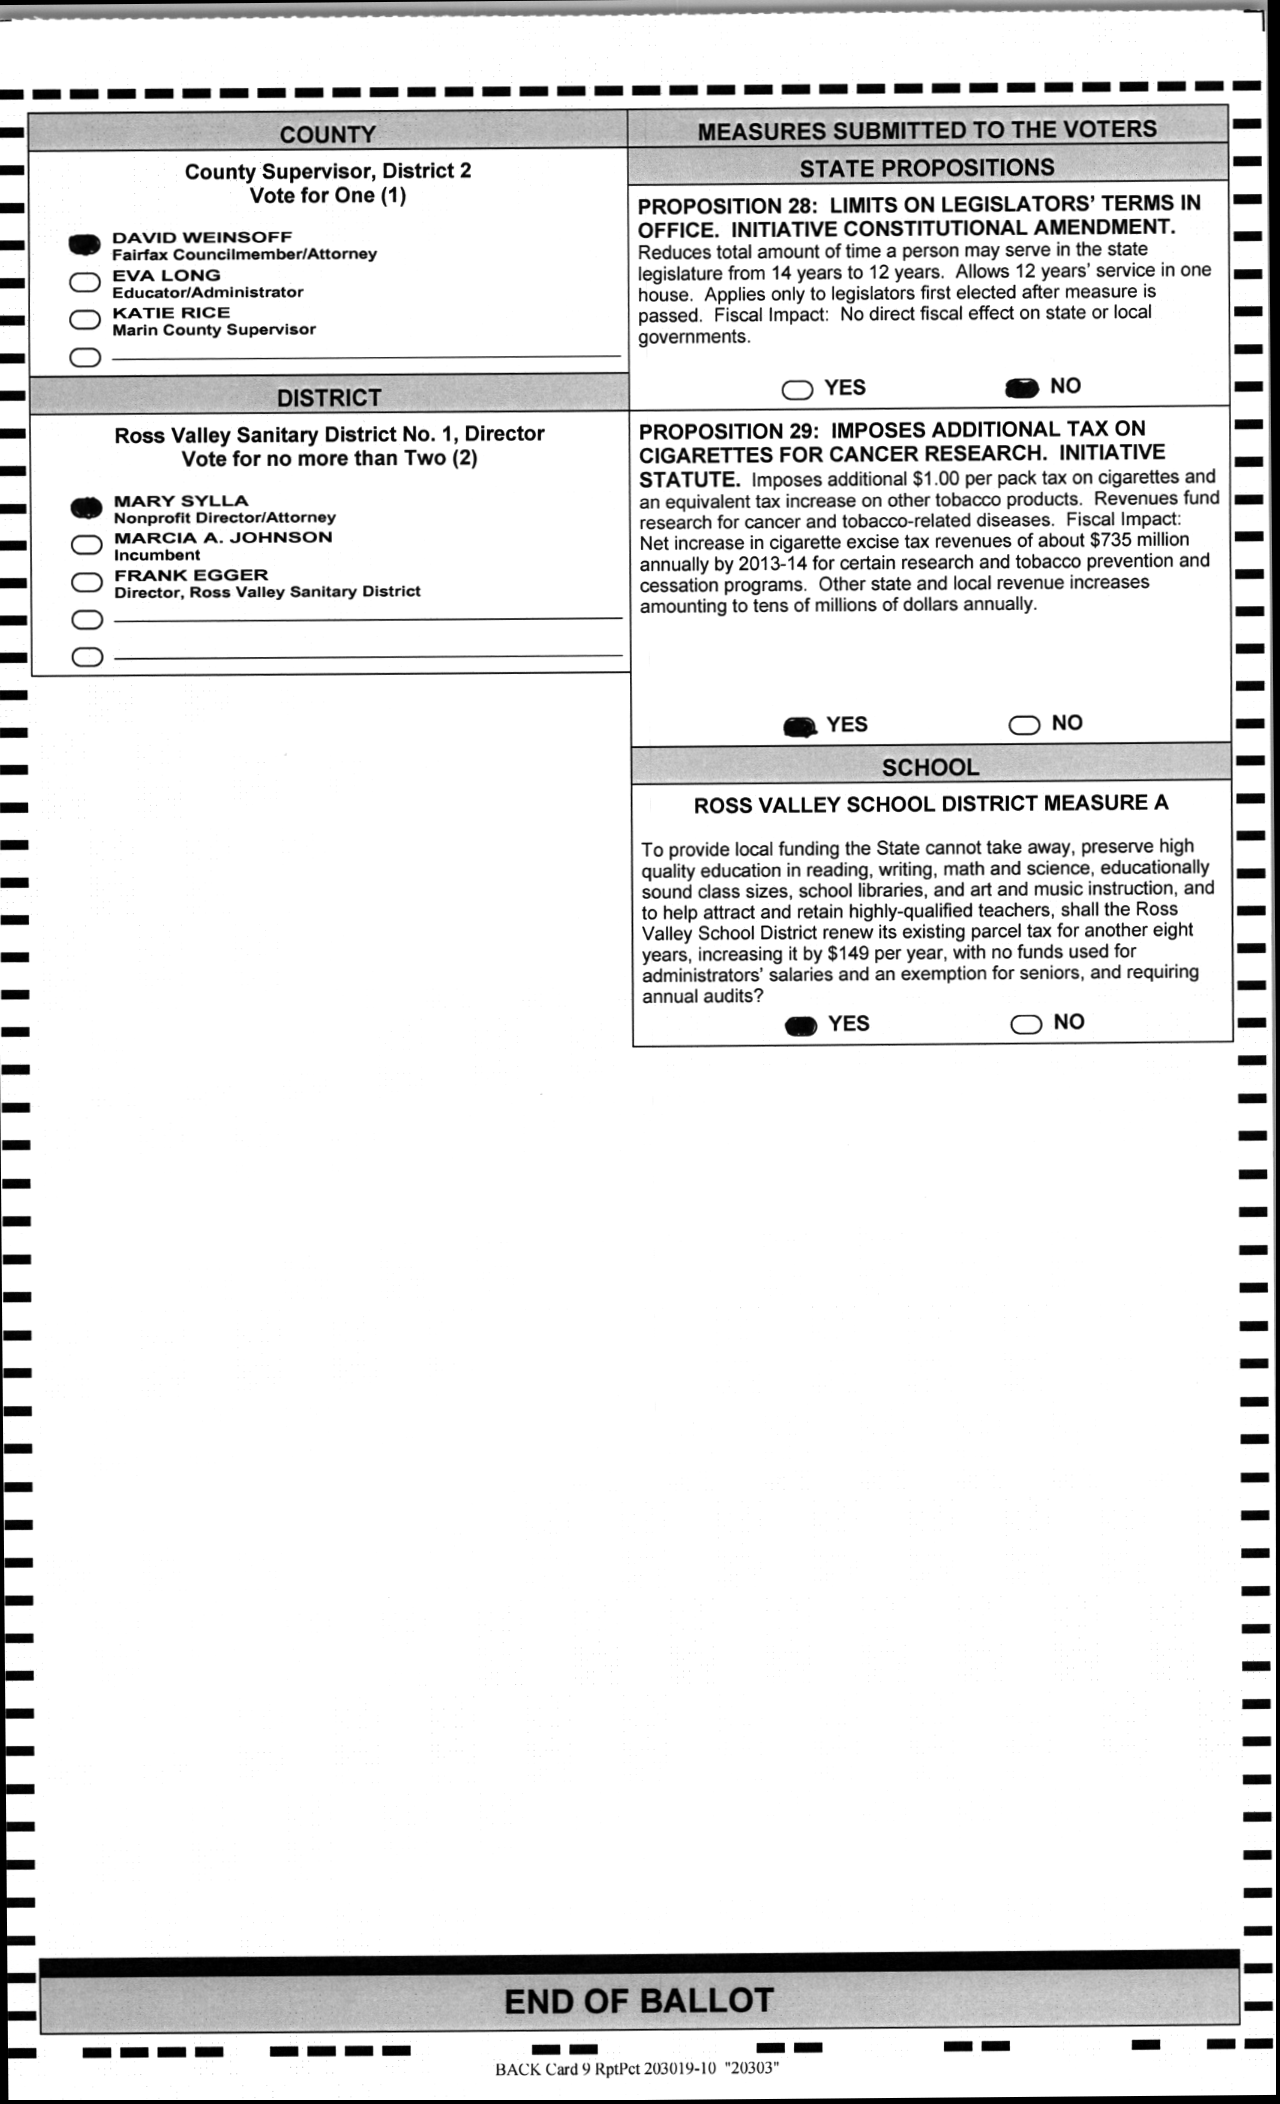 COUNTY
County Supervisor, District 2
Vote for One (1)
DAVID WEINSOFF
Fairfax Councilmember/Attorney
EVA LONG
Educator/Administrator
KATIE RICE
Marin County Supervisor
DISTRICT
Ross Valley Sanitary District No. 1, Director
Vote for no more than Two (2)
MARY SYLLA
Nonprofit Director/Attorney
MARCIA A. JOHNSON
Incumbent
FRANK EGGER
Director, Ross Valley Sanitary District
MEASURES SUBMITTED TO THE VOTERS
STATE PROPOSITIONS
PROPOSITION 28: LIMITS ON LEGISLATORS' TERMS IN
OFFICE. INITIATIVE CONSTITUTIONAL AMENDMENT.
Reduces total amount of time a person may serve in the state
legislature from 14 years to 12 years. Allows 12 years' service in one
house. Applies only to legislators first elected after measure is
passed. Fiscal Impact: No direct fiscal effect on state or local
governments.
YES NO
PROPOSITION 29: IMPOSES ADDITIONAL TAX ON
CIGARETTES FOR CANCER RESEARCH. INITIATIVE
STATUTE. Imposes additional $1.00 per pack tax on cigarettes and
an equivalent tax increase on other tobacco products. Revenues fund
research for cancer and tobacco-related diseases. Fiscal Impact:
Net increase in cigarette excise tax revenues of about $735 million
annually by 2013-14 for certain research and tobacco prevention and
cessation programs. Other state and local revenue increases
amounting to tens of millions of dollars annually.
YES NO
SCHOOL
ROSS VALLEY SCHOOL DISTRICT MEASURE A
To provide local funding the State cannot take away, preserve high
quality education in reading, writing, math and science, educationally
sound class sizes, school libraries, and art and music instruction, and
to help attract and retain highly-qualified teachers, shall the Ross
Valley School District renew its existing parcel tax for another eight
years, increasing it by $149 per year, with no funds used for
administrators' salaries and an exemption for seniors, and requiring
annual audits?
YES NO
END OF BALLOT
BACK Card 9 RptPct 203019-10 "20303"